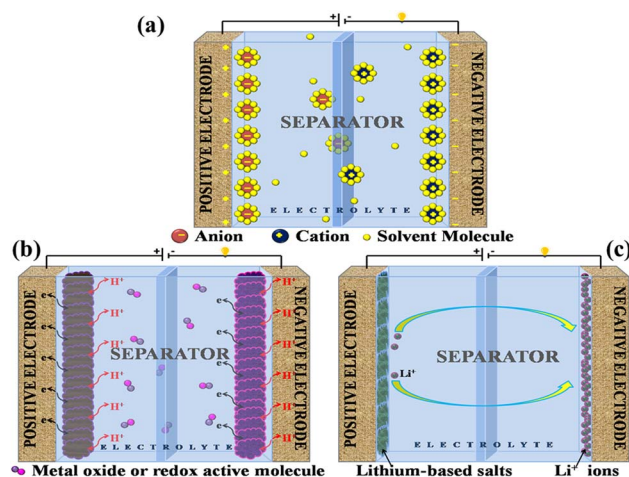 (a)
+ -
POSITIVE ELECTRODE
SEPARATOR
NEGATIVE ELECTRODE
ELECTROLYTE
Anion
Cation
Solvent Molecule
(b)
+ -
POSITIVE ELECTRODE
e-
e-
e-
e-
e-
H+
H+
H+
H+
H+
H+
H+
SEPARATOR
e-
e-
e-
e-
e-
H+
H+
H+
H+
H+
H+
H+
NEGATIVE ELECTRODE
ELECTROLYTE
Metal oxide or redox active molecule
(c)
+ -
POSITIVE ELECTRODE
SEPARATOR
Li+
NEGATIVE ELECTRODE
ELECTROLYTE
Lithium-based salts
Li+ ions